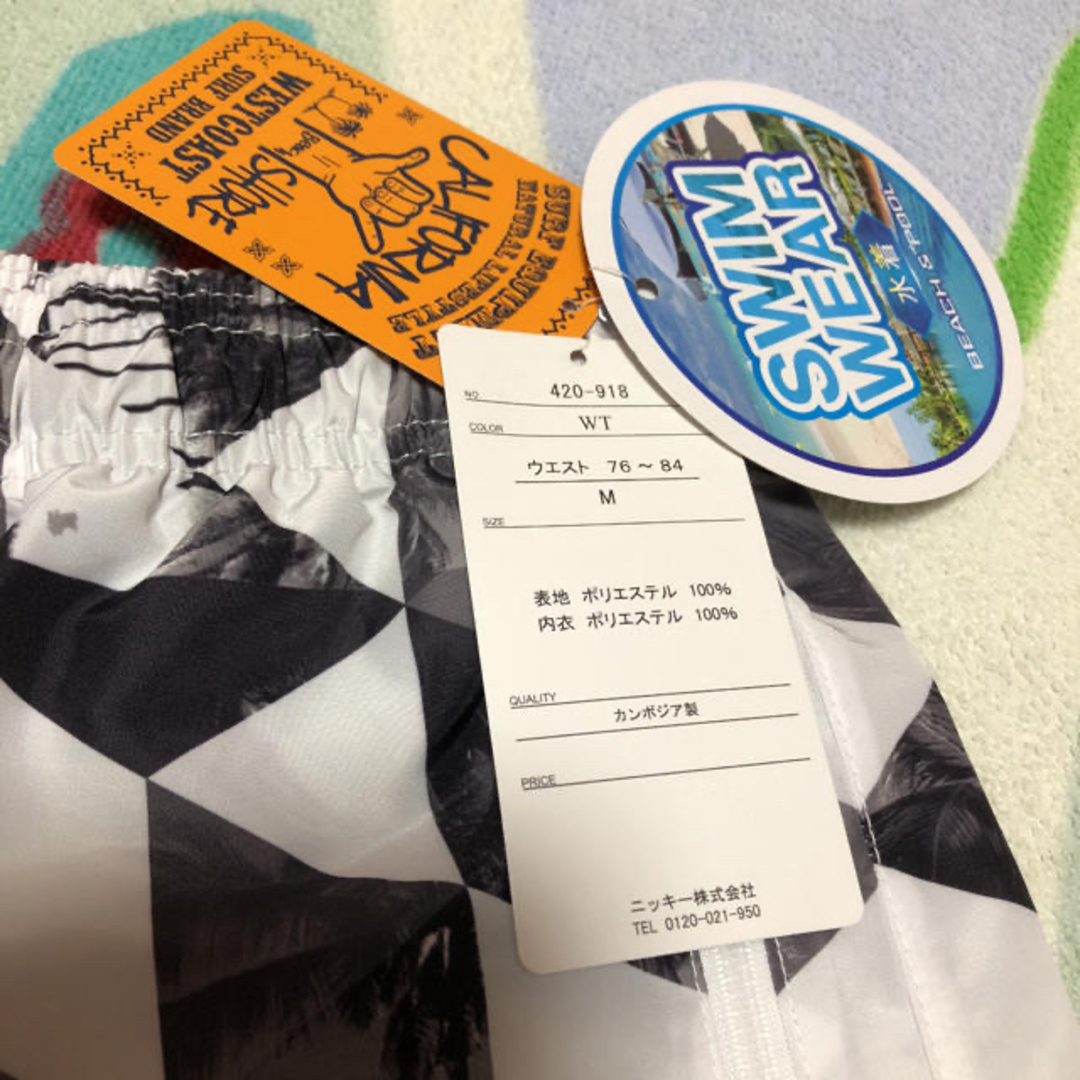 WESTCOAST
SURF BRAND
Rocky SHORE
CALIFORNIA
SURF EQUIPMENT
NATURAL LIFESTYLE
SWIM
WEAR
水着
BEACH & POOL
NO. 420-918
COLOR WT
ウエスト 76～84
M
SIZE
表地 ポリエステル 100%
内衣 ポリエステル 100%
QUALITY
カンボジア製
PRICE
ニッキー株式会社
TEL 0120-021-950